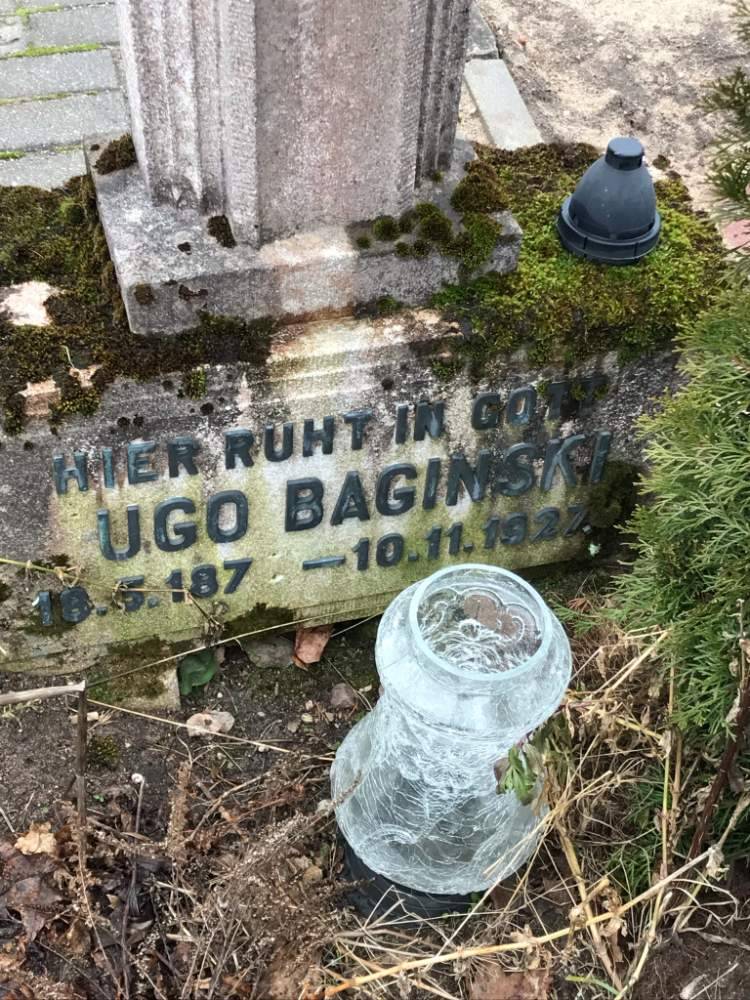 HIER RUHT IN GOTT
UGO BAGINSKI
18.5.187 – 10.11.1927.